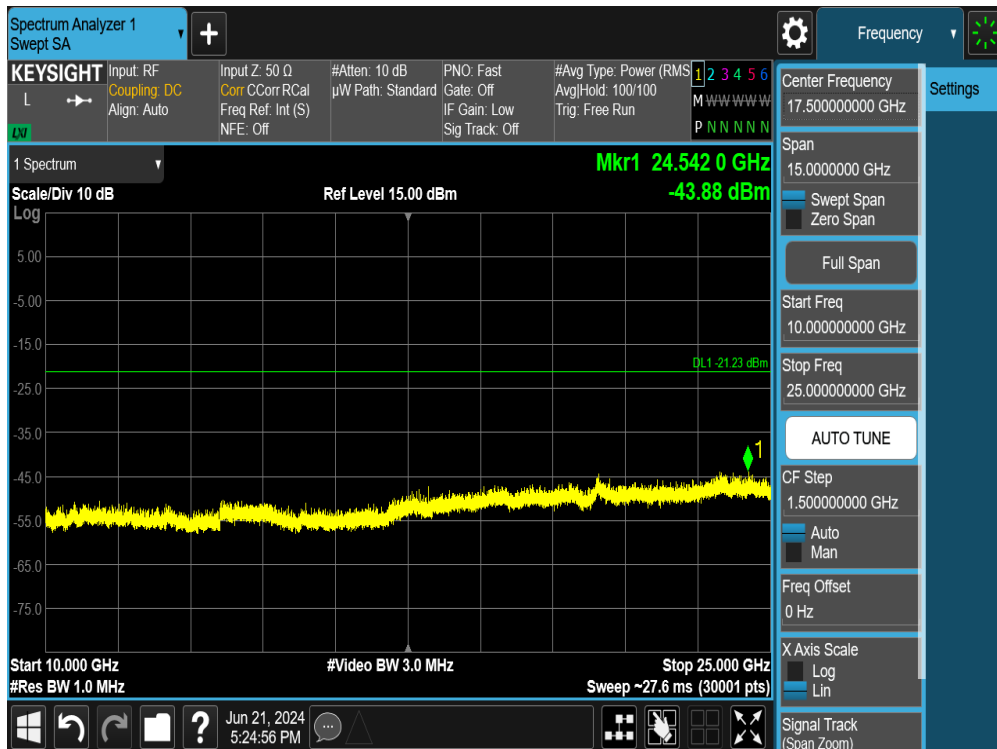 Spectrum Analyzer 1
Swept SA
+
Frequency
KEYSIGHT
L
LXI
Input: RF
Coupling: DC
Align: Auto
Input Z: 50 Ω
Corr CCorr RCal
Freq Ref: Int (S)
NFE: Off
#Atten: 10 dB
µW Path: Standard
PNO: Fast
Gate: Off
IF Gain: Low
Sig Track: Off
#Avg Type: Power (RMS
Avg|Hold: 100/100
Trig: Free Run
1 2 3 4 5 6
M W W W W W
P N N N N N
1 Spectrum
Scale/Div 10 dB
Ref Level 15.00 dBm
Mkr1 24.542 0 GHz
-43.88 dBm
Log
5.00
-5.00
-15.0
-25.0
-35.0
-45.0
-55.0
-65.0
-75.0
DL1 -21.23 dBm
1
Start 10.000 GHz
#Video BW 3.0 MHz
Stop 25.000 GHz
#Res BW 1.0 MHz
Sweep ~27.6 ms (30001 pts)
Center Frequency
17.500000000 GHz
Span
15.0000000 GHz
Swept Span
Zero Span
Full Span
Start Freq
10.000000000 GHz
Stop Freq
25.000000000 GHz
AUTO TUNE
CF Step
1.500000000 GHz
Auto
Man
Freq Offset
0 Hz
X Axis Scale
Log
Lin
Signal Track
(Span Zoom)
Settings
?
Jun 21, 2024
5:24:56 PM